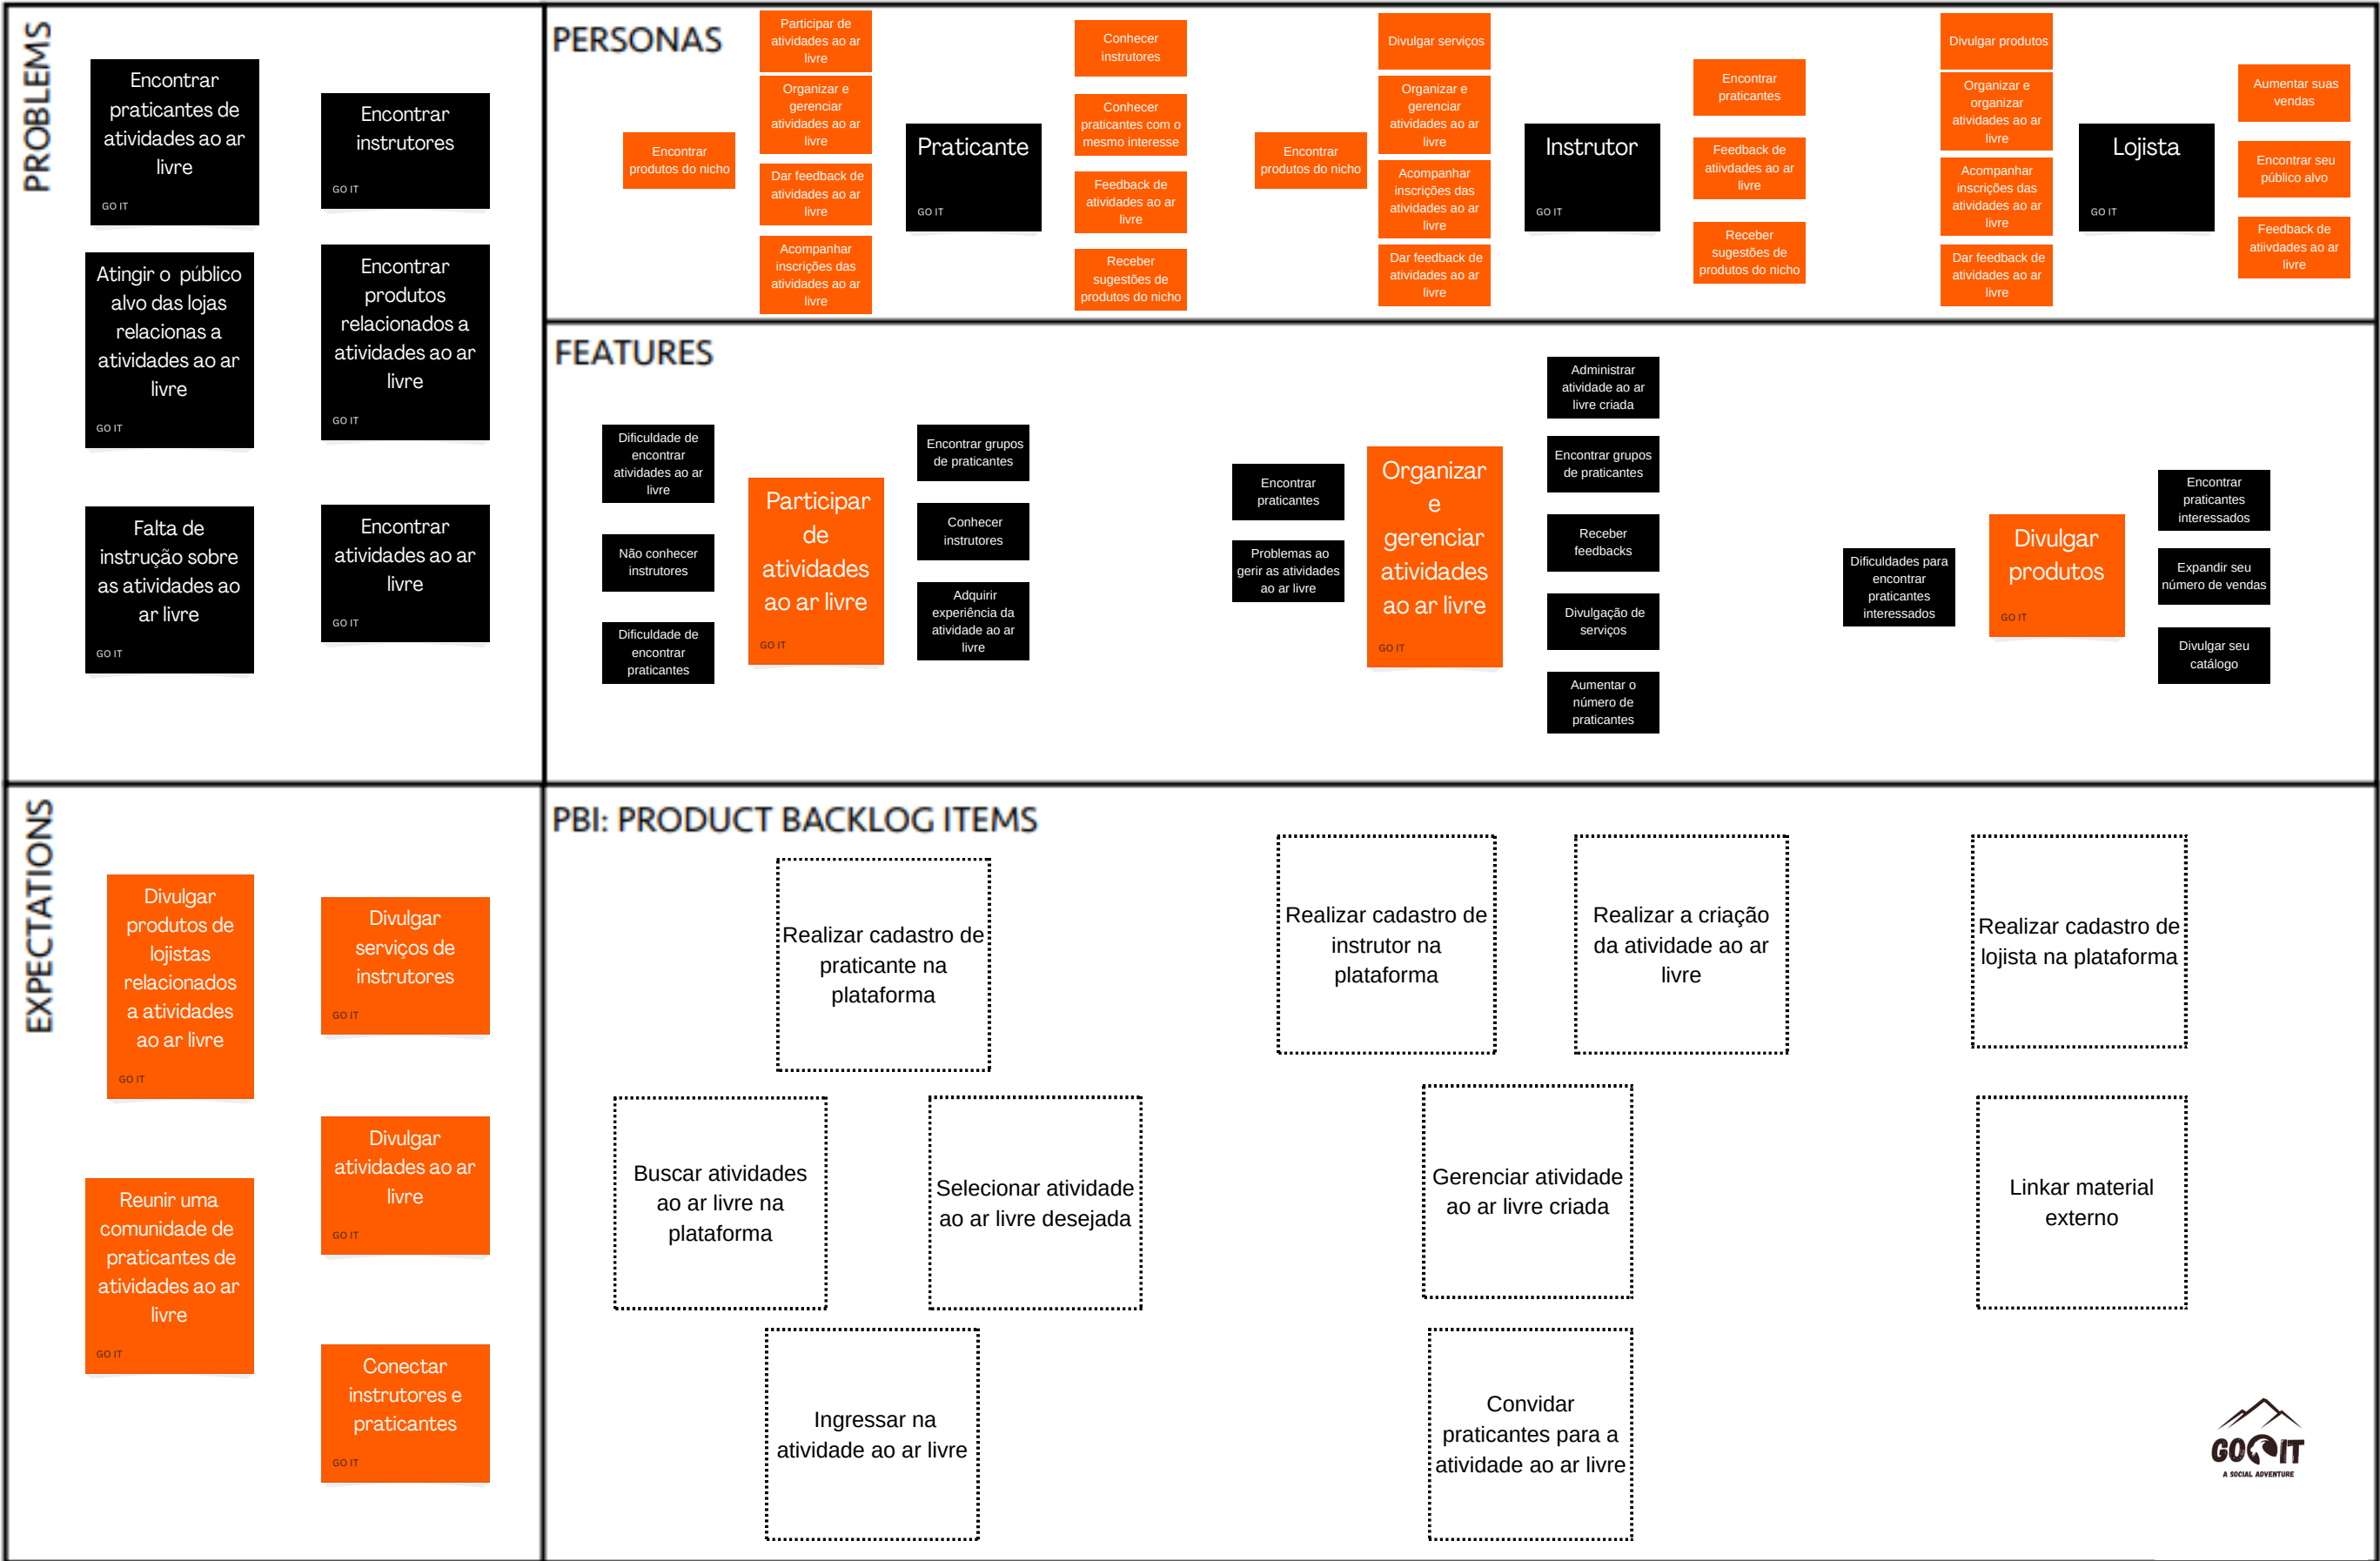 PROBLEMS
Encontrar
praticantes de
atividades ao ar
livre
GO IT
Encontrar
instrutores
GO IT
Atingir o público
alvo das lojas
relacionas a
atividades ao ar
livre
GO IT
Encontrar
produtos
relacionados a
atividades ao ar
livre
GO IT
Falta de
instrução sobre
as atividades ao
ar livre
GO IT
Encontrar
atividades ao ar
livre
GO IT
PERSONAS
Encontrar
produtos do nicho
Participar de
atividades ao ar
livre
Organizar e
gerenciar
atividades ao ar
livre
Dar feedback de
atividades ao ar
livre
Acompanhar
inscrições das
atividades ao ar
livre
Praticante
GO IT
Conhecer
instrutores
Conhecer
praticantes com o
mesmo interesse
Feedback de
atividades ao ar
livre
Receber
sugestões de
produtos do nicho
Encontrar
produtos do nicho
Divulgar serviços
Organizar e
gerenciar
atividades ao ar
livre
Acompanhar
inscrições das
atividades ao ar
livre
Dar feedback de
atividades ao ar
livre
Instrutor
GO IT
Encontrar
praticantes
Feedback de
atiivdades ao ar
livre
Receber
sugestões de
produtos do nicho
Divulgar produtos
Organizar e
organizar
atividades ao ar
livre
Acompanhar
inscrições das
atividades ao ar
livre
Dar feedback de
atividades ao ar
livre
Lojista
GO IT
Aumentar suas
vendas
Encontrar seu
público alvo
Feedback de
atiivdades ao ar
livre
FEATURES
Dificuldade de
encontrar
atividades ao ar
livre
Não conhecer
instrutores
Dificuldade de
encontrar
praticantes
Participar
de
atividades
ao ar livre
GO IT
Encontrar grupos
de praticantes
Conhecer
instrutores
Adquirir
experiência da
atividade ao ar
livre
Encontrar
praticantes
Problemas ao
gerir as atividades
ao ar livre
Organizar
e
gerenciar
atividades
ao ar livre
GO IT
Administrar
atividade ao ar
livre criada
Encontrar grupos
de praticantes
Receber
feedbacks
Divulgação de
serviços
Aumentar o
número de
praticantes
Dificuldades para
encontrar
praticantes
interessados
Divulgar
produtos
GO IT
Encontrar
praticantes
interessados
Expandir seu
número de vendas
Divulgar seu
catálogo
EXPECTATIONS
Divulgar
produtos de
lojistas
relacionados
a atividades
ao ar livre
GO IT
Divulgar
serviços de
instrutores
GO IT
Divulgar
atividades ao ar
livre
GO IT
Reunir uma
comunidade de
praticantes de
atividades ao ar
livre
GO IT
Conectar
instrutores e
praticantes
GO IT
PBI: PRODUCT BACKLOG ITEMS
Realizar cadastro de
praticante na
plataforma
Buscar atividades
ao ar livre na
plataforma
Selecionar atividade
ao ar livre desejada
Ingressar na
atividade ao ar livre
Realizar cadastro de
instrutor na
plataforma
Realizar a criação
da atividade ao ar
livre
Gerenciar atividade
ao ar livre criada
Convidar
praticantes para a
atividade ao ar livre
Realizar cadastro de
lojista na plataforma
Linkar material
externo
GO IT
A SOCIAL ADVENTURE